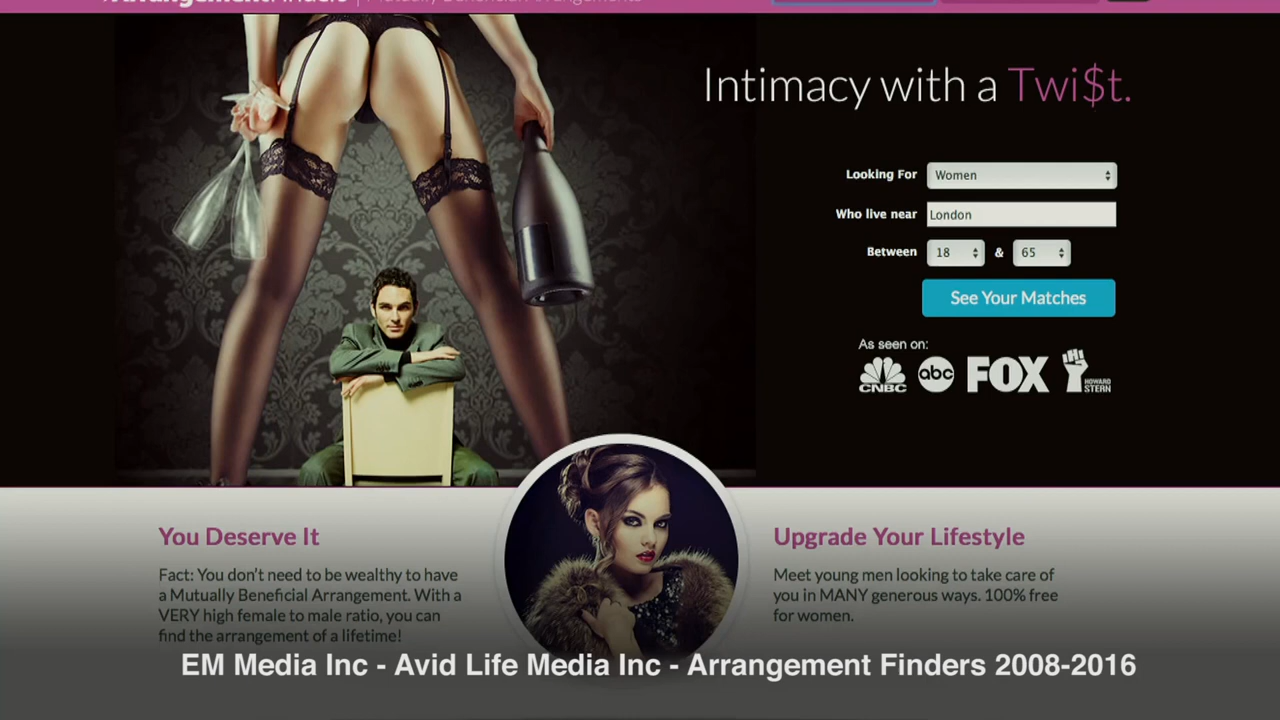 ArrangementFinders | Mutually Beneficial Arrangements
Intimacy with a Twi$t.
Looking For Women
Who live near London
Between 18 & 65
See Your Matches
As seen on:
CNBC abc FOX HOWARD STERN
You Deserve It
Fact: You don't need to be wealthy to have
a Mutually Beneficial Arrangement. With a
VERY high female to male ratio, you can
find the arrangement of a lifetime!
Upgrade Your Lifestyle
Meet young men looking to take care of
you in MANY generous ways. 100% free
for women.
EM Media Inc - Avid Life Media Inc - Arrangement Finders 2008-2016